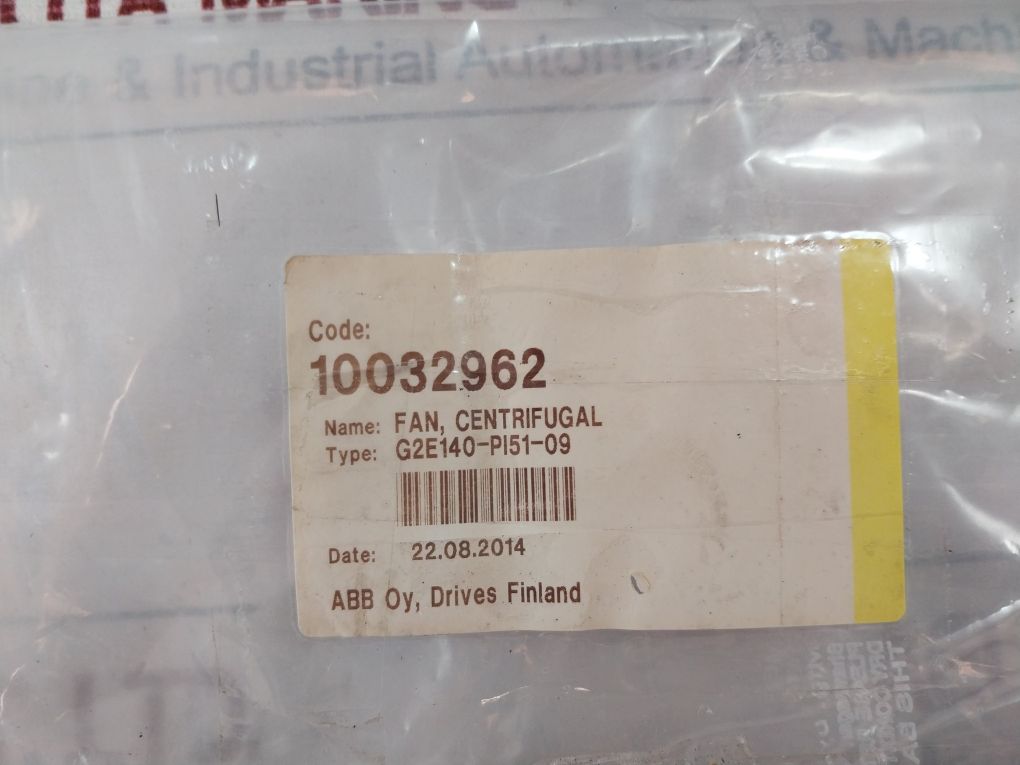 & Industrial Automation & Mach
Code:
10032962
Name: FAN, CENTRIFUGAL
Type: G2E140-PI51-09
Date: 22.08.2014
ABB Oy, Drives Finland